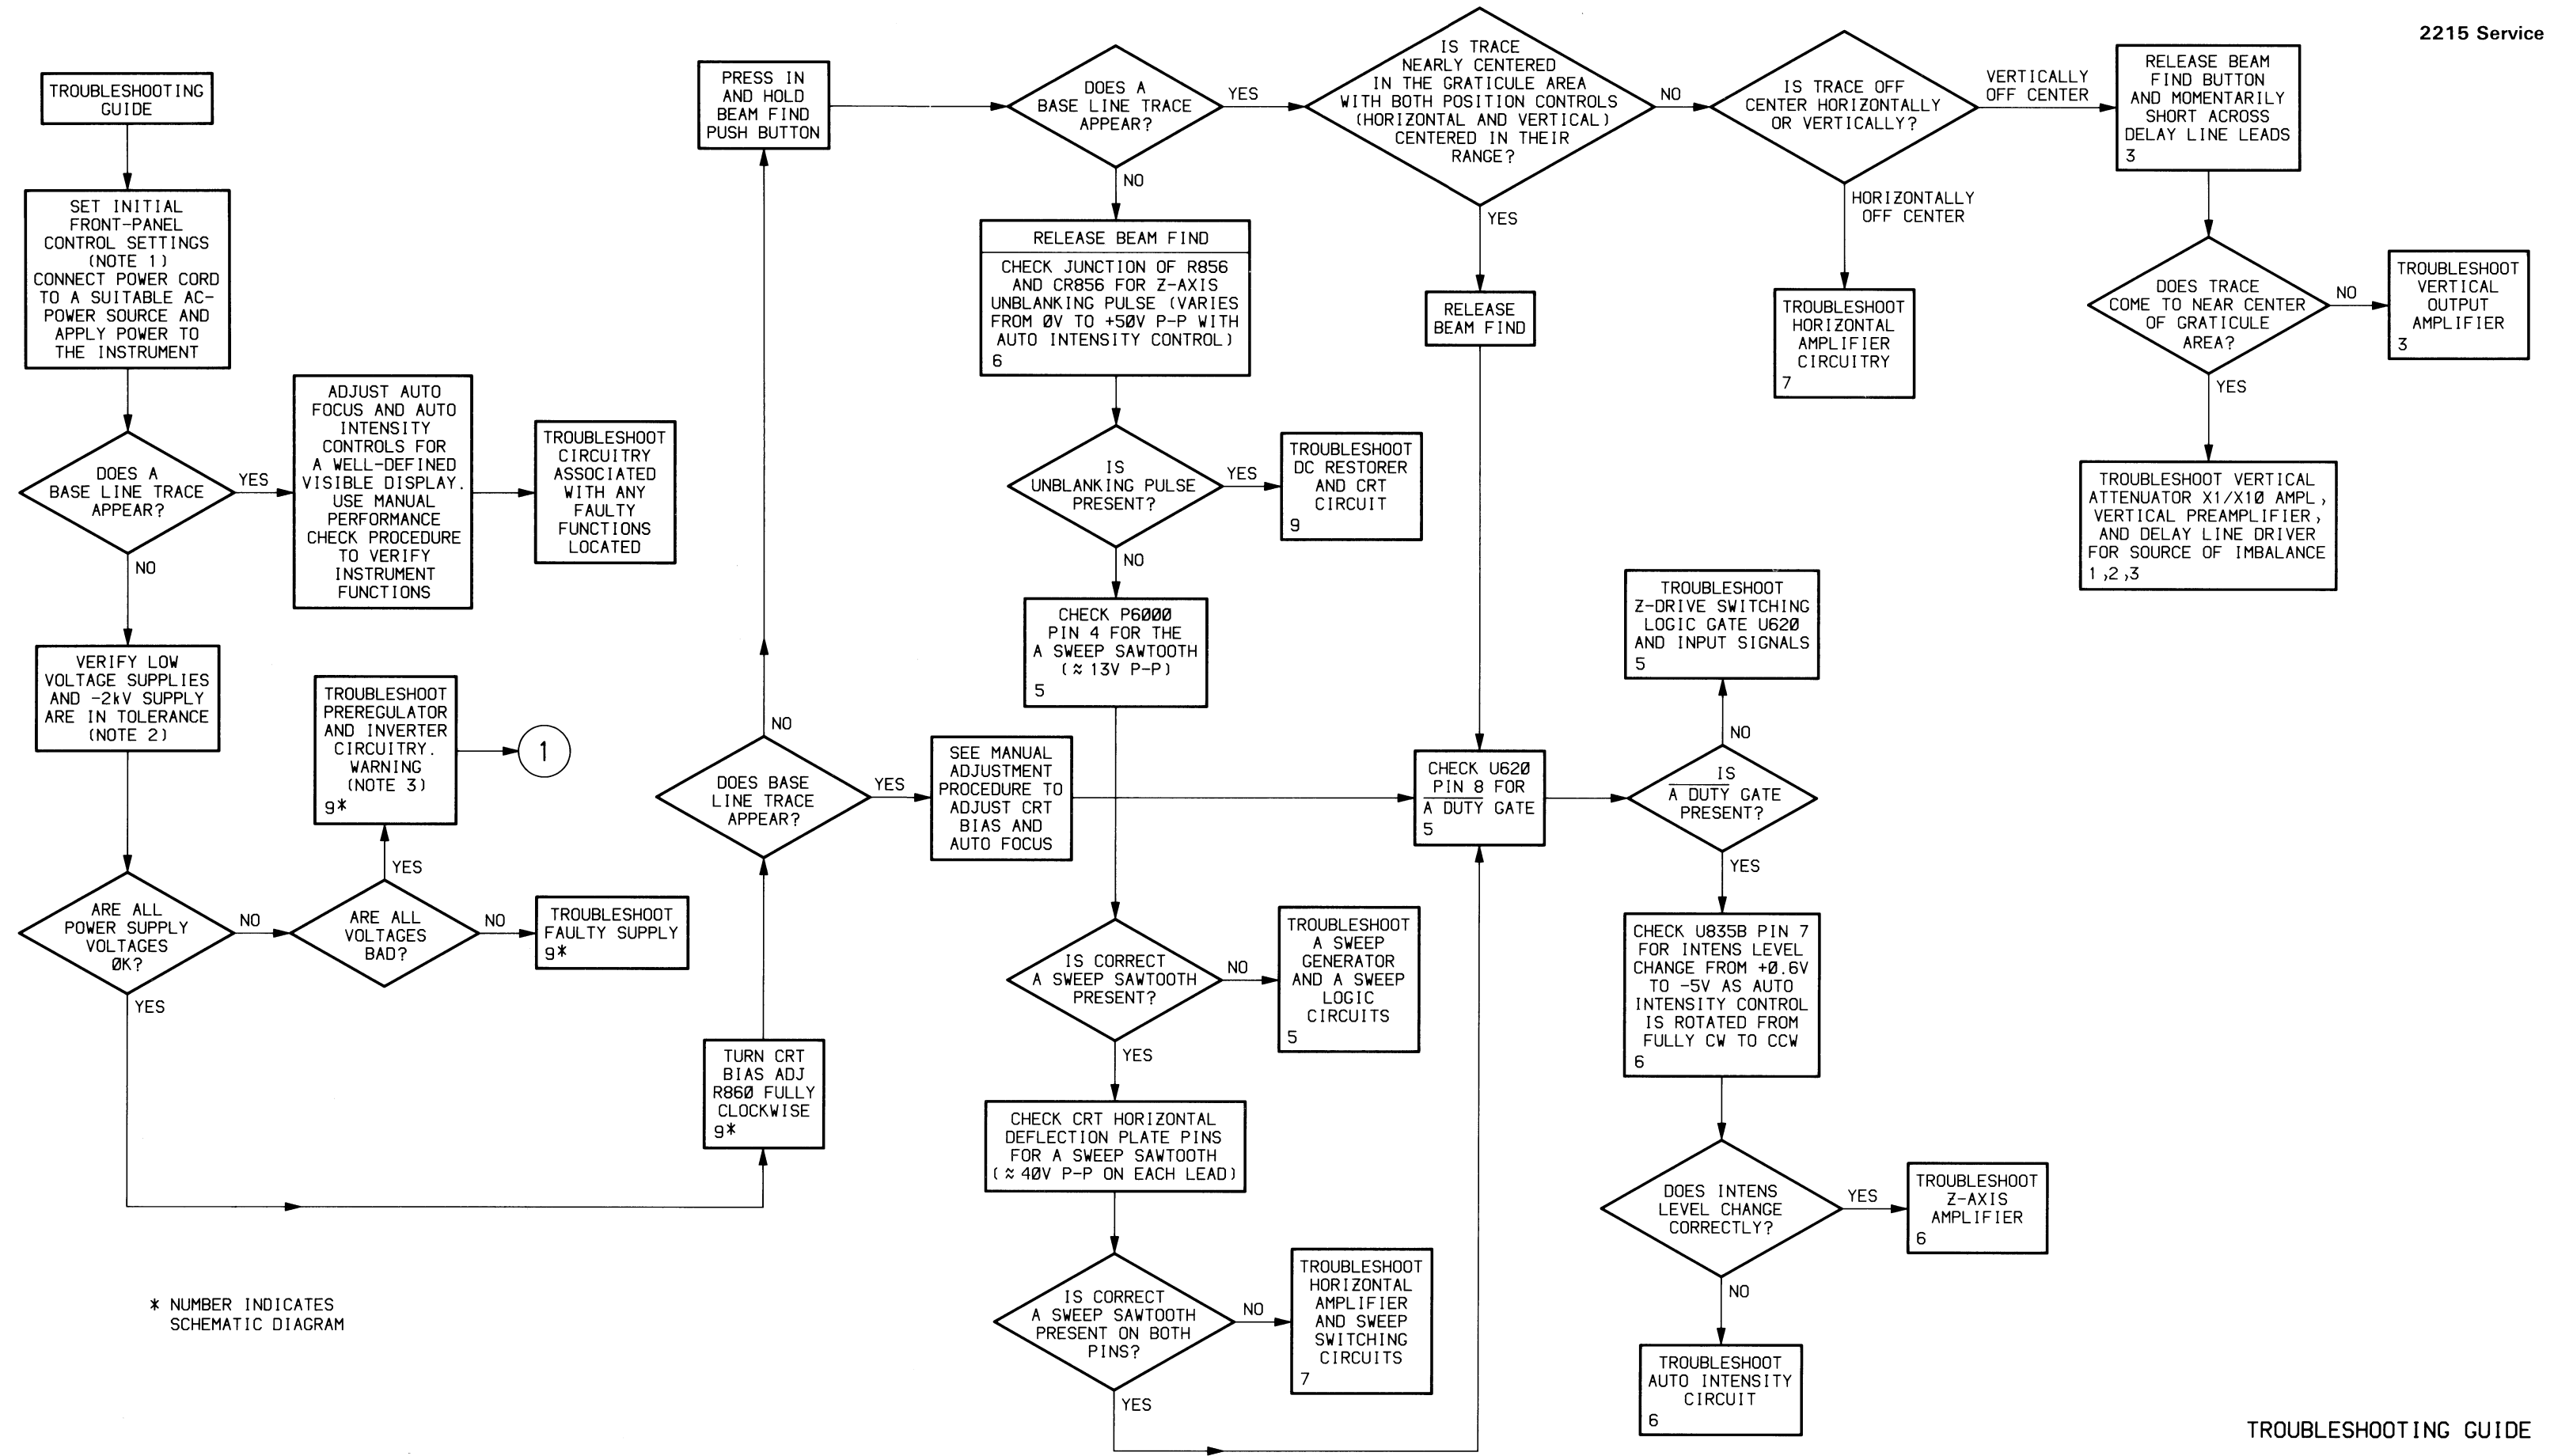 2215 Service
TROUBLESHOOTING
GUIDE
SET INITIAL
FRONT-PANEL
CONTROL SETTINGS
(NOTE 1)
CONNECT POWER CORD
TO A SUITABLE AC-
POWER SOURCE AND
APPLY POWER TO
THE INSTRUMENT
DOES A
BASE LINE TRACE
APPEAR?
YES
NO
ADJUST AUTO
FOCUS AND AUTO
INTENSITY
CONTROLS FOR
A WELL-DEFINED
VISIBLE DISPLAY.
USE MANUAL
PERFORMANCE
CHECK PROCEDURE
TO VERIFY
INSTRUMENT
FUNCTIONS
TROUBLESHOOT
CIRCUITRY
ASSOCIATED
WITH ANY
FAULTY
FUNCTIONS
LOCATED
VERIFY LOW
VOLTAGE SUPPLIES
AND -2kV SUPPLY
ARE IN TOLERANCE
(NOTE 2)
ARE ALL
POWER SUPPLY
VOLTAGES
ØK?
NO
YES
ARE ALL
VOLTAGES
BAD?
YES
NO
TROUBLESHOOT
PREREGULATOR
AND INVERTER
CIRCUITRY.
WARNING
(NOTE 3)
9*
1
TROUBLESHOOT
FAULTY SUPPLY
9*
TURN CRT
BIAS ADJ
R86Ø FULLY
CLOCKWISE
9*
DOES BASE
LINE TRACE
APPEAR?
NO
YES
SEE MANUAL
ADJUSTMENT
PROCEDURE TO
ADJUST CRT
BIAS AND
AUTO FOCUS
PRESS IN
AND HOLD
BEAM FIND
PUSH BUTTON
DOES A
BASE LINE TRACE
APPEAR?
YES
NO
RELEASE BEAM FIND
CHECK JUNCTION OF R856
AND CR856 FOR Z-AXIS
UNBLANKING PULSE (VARIES
FROM ØV TO +5ØV P-P WITH
AUTO INTENSITY CONTROL)
6
IS
UNBLANKING PULSE
PRESENT?
YES
NO
TROUBLESHOOT
DC RESTORER
AND CRT
CIRCUIT
9
CHECK P6ØØØ
PIN 4 FOR THE
A SWEEP SAWTOOTH
(≈13V P-P)
5
IS CORRECT
A SWEEP SAWTOOTH
PRESENT?
NO
YES
TROUBLESHOOT
A SWEEP
GENERATOR
AND A SWEEP
LOGIC
CIRCUITS
5
CHECK CRT HORIZONTAL
DEFLECTION PLATE PINS
FOR A SWEEP SAWTOOTH
(≈4ØV P-P ON EACH LEAD)
IS CORRECT
A SWEEP SAWTOOTH
PRESENT ON BOTH
PINS?
NO
YES
TROUBLESHOOT
HORIZONTAL
AMPLIFIER
AND SWEEP
SWITCHING
CIRCUITS
7
IS TRACE
NEARLY CENTERED
IN THE GRATICULE AREA
WITH BOTH POSITION CONTROLS
(HORIZONTAL AND VERTICAL)
CENTERED IN THEIR
RANGE?
NO
YES
RELEASE
BEAM FIND
CHECK U62Ø
PIN 8 FOR
A DUTY GATE
5
IS
A DUTY GATE
PRESENT?
NO
YES
TROUBLESHOOT
Z-DRIVE SWITCHING
LOGIC GATE U62Ø
AND INPUT SIGNALS
5
CHECK U835B PIN 7
FOR INTENS LEVEL
CHANGE FROM +Ø.6V
TO -5V AS AUTO
INTENSITY CONTROL
IS ROTATED FROM
FULLY CW TO CCW
6
DOES INTENS
LEVEL CHANGE
CORRECTLY?
YES
NO
TROUBLESHOOT
Z-AXIS
AMPLIFIER
6
TROUBLESHOOT
AUTO INTENSITY
CIRCUIT
6
IS TRACE OFF
CENTER HORIZONTALLY
OR VERTICALLY?
VERTICALLY
OFF CENTER
HORIZONTALLY
OFF CENTER
TROUBLESHOOT
HORIZONTAL
AMPLIFIER
CIRCUITRY
7
RELEASE BEAM
FIND BUTTON
AND MOMENTARILY
SHORT ACROSS
DELAY LINE LEADS
3
DOES TRACE
COME TO NEAR CENTER
OF GRATICULE
AREA?
NO
YES
TROUBLESHOOT
VERTICAL
OUTPUT
AMPLIFIER
3
TROUBLESHOOT VERTICAL
ATTENUATOR X1/X1Ø AMPL,
VERTICAL PREAMPLIFIER,
AND DELAY LINE DRIVER
FOR SOURCE OF IMBALANCE
1,2,3
* NUMBER INDICATES
SCHEMATIC DIAGRAM
TROUBLESHOOTING GUIDE